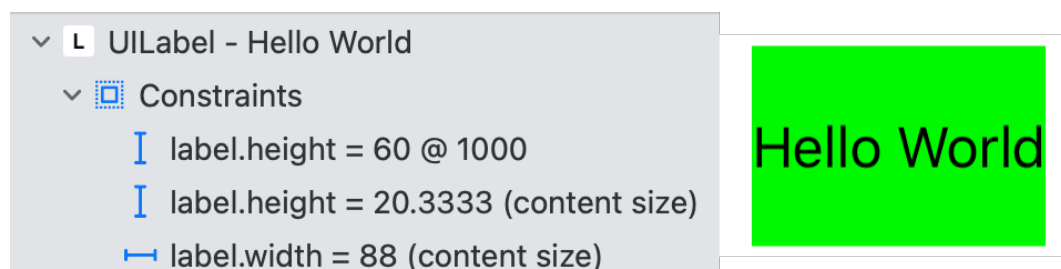 L UILabel - Hello World
Constraints
label.height = 60 @ 1000
label.height = 20.3333 (content size)
label.width = 88 (content size)
Hello World